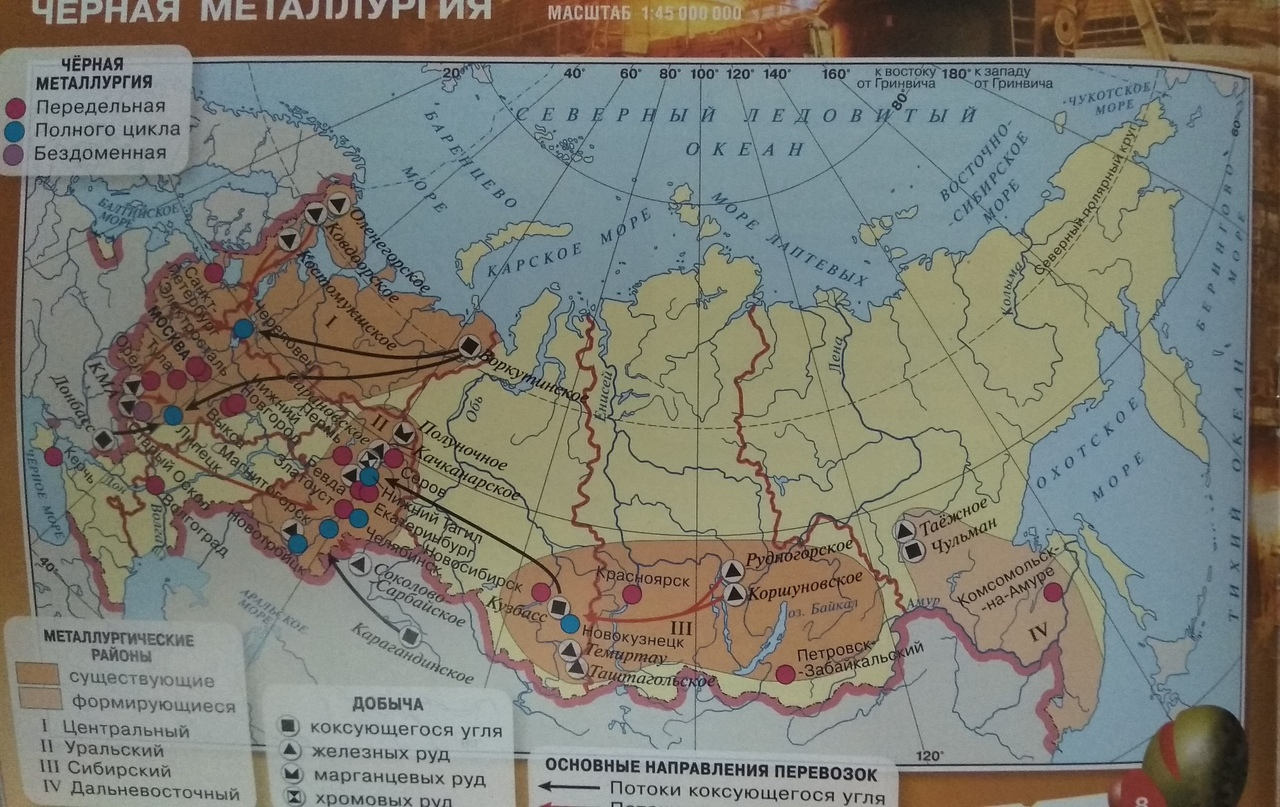 ЧЕРНАЯ МЕТАЛЛУРГИЯ
МАСШТАБ 1:45 000 000
ЧЁРНАЯ
МЕТАЛЛУРГИЯ
Передельная
Полного цикла
Бездоменная
20°
40°
60°
80°
100°
120°
140°
160°
к востоку
от Гринвича
180°
к западу
от Гринвича
80°
60°
СЕВЕРНЫЙ ЛЕДОВИТЫЙ
ОКЕАН
ЧУКОТСКОЕ
МОРЕ
БАРЕНЦЕВО
МОРЕ
КАРСКОЕ МОРЕ
МОРЕ ЛАПТЕВЫХ
ВОСТОЧНО-
-СИБИРСКОЕ
МОРЕ
Северный полярный круг
БЕРИНГОВО
МОРЕ
ТИХИЙ ОКЕАН
ОХОТСКОЕ
МОРЕ
БАЛТИЙСКОЕ
МОРЕ
ЧЕРНОЕ МОРЕ
АРАЛЬСКОЕ
МОРЕ
Оленегорское
Ковдорское
Костомукшское
Санкт-
Петербург
Электросталь
МОСКВА
Тула
Орёл
КМА
Череповец
I
Воркутинское
Донбасс
Керчь
Липецк
Старый Оскол
Волгоград
Дон
Волга
Выкса
Нижний
Новгород
Пермь
Сарановское
II
Полуночное
Качканарское
Серов
Нижний Тагил
Екатеринбург
Челябинск
Ревда
Златоуст
Магнитогорск
Новотроицк
Соколово-
Сарбайское
Карагандинское
Обь
Енисей
Лена
Колыма
Новосибирск
Кузбасс
Новокузнецк
Темиртау
Таштагольское
Красноярск
III
Рудногорское
Коршуновское
оз. Байкал
Петровск-
-Забайкальский
Таёжное
Чульман
Амур
Комсомольск-
-на-Амуре
IV
40°
120°
МЕТАЛЛУРГИЧЕСКИЕ
РАЙОНЫ
существующие
формирующиеся
I Центральный
II Уральский
III Сибирский
IV Дальневосточный
ДОБЫЧА
коксующегося угля
железных руд
марганцевых руд
хромовых руд
ОСНОВНЫЕ НАПРАВЛЕНИЯ ПЕРЕВОЗОК
Потоки коксующегося угля
8